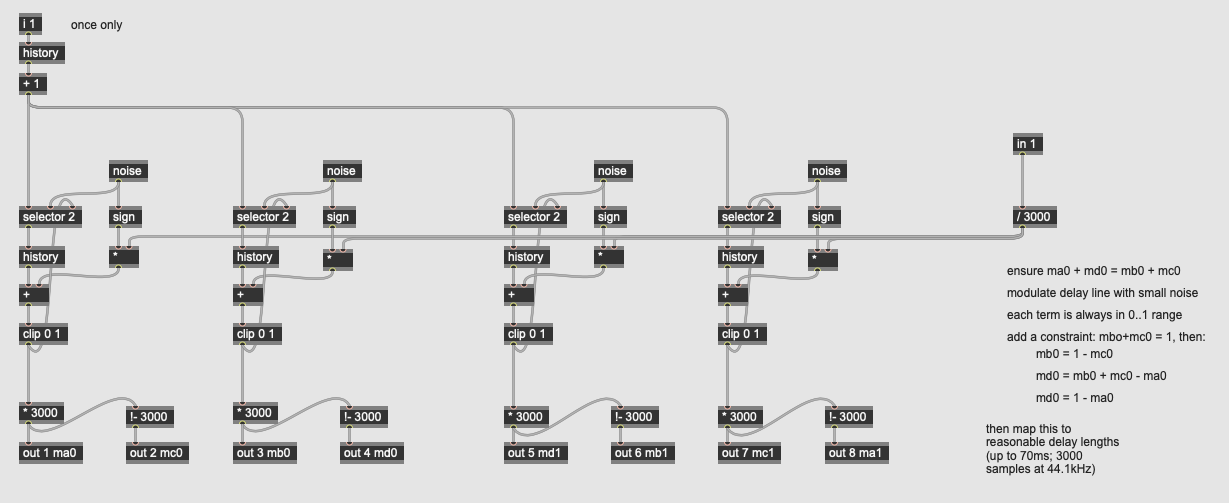 i 1
once only
history
+ 1
in 1
noise
noise
noise
noise
selector 2
sign
selector 2
sign
selector 2
sign
selector 2
sign
/ 3000
history
*
history
*
history
*
history
*
ensure ma0 + md0 = mb0 + mc0
modulate delay line with small noise
each term is always in 0..1 range
add a constraint: mbo+mc0 = 1, then:
mb0 = 1 - mc0
md0 = mb0 + mc0 - ma0
md0 = 1 - ma0
+
+
+
+
clip 0 1
clip 0 1
clip 0 1
clip 0 1
* 3000
!- 3000
* 3000
!- 3000
* 3000
!- 3000
* 3000
!- 3000
out 1 ma0
out 2 mc0
out 3 mb0
out 4 md0
out 5 md1
out 6 mb1
out 7 mc1
out 8 ma1
then map this to
reasonable delay lengths
(up to 70ms; 3000
samples at 44.1kHz)